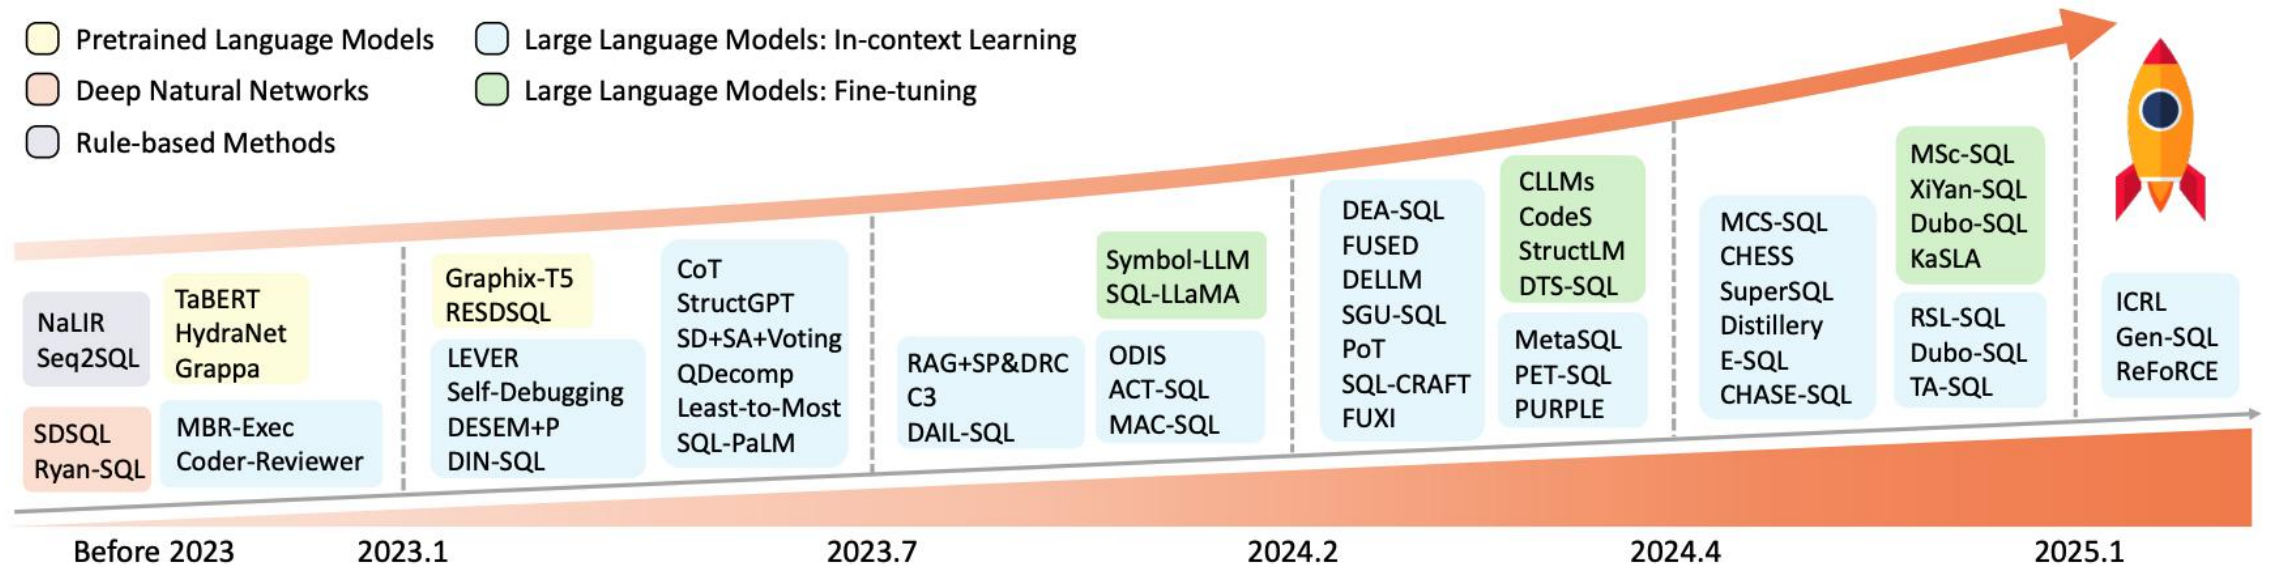 Pretrained Language Models
Deep Natural Networks
Rule-based Methods
Large Language Models: In-context Learning
Large Language Models: Fine-tuning
NaLIR
Seq2SQL
SDSQL
Ryan-SQL
TaBERT
HydraNet
Grappa
MBR-Exec
Coder-Reviewer
Graphix-T5
RESDSQL
LEVER
Self-Debugging
DESEM+P
DIN-SQL
CoT
StructGPT
SD+SA+Voting
QDecomp
Least-to-Most
SQL-PaLM
RAG+SP&DRC
C3
DAIL-SQL
Symbol-LLM
SQL-LLaMA
ODIS
ACT-SQL
MAC-SQL
DEA-SQL
FUSED
DELLM
SGU-SQL
PoT
SQL-CRAFT
FUXI
CLLMs
CodeS
StructLM
DTS-SQL
MetaSQL
PET-SQL
PURPLE
MCS-SQL
CHESS
SuperSQL
Distillery
E-SQL
CHASE-SQL
MSc-SQL
XiYan-SQL
Dubo-SQL
KaSLA
RSL-SQL
Dubo-SQL
TA-SQL
ICRL
Gen-SQL
ReFoRCE
Before 2023
2023.1
2023.7
2024.2
2024.4
2025.1